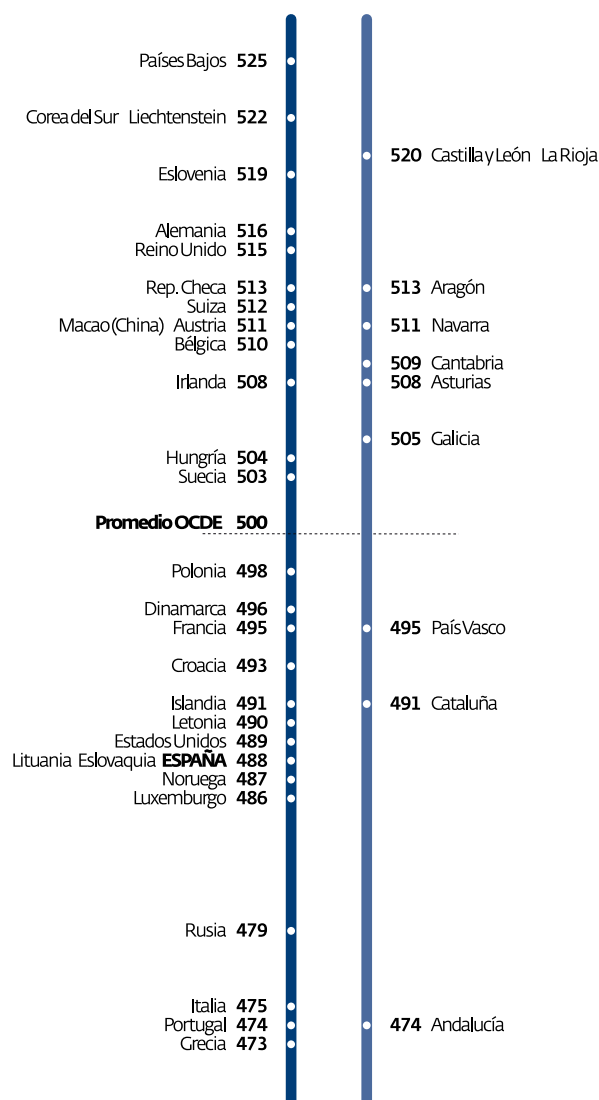 Países Bajos 525
Corea del Sur Liechtenstein 522
520 Castilla y León La Rioja
Eslovenia 519
Alemania 516
Reino Unido 515
Rep. Checa 513
513 Aragón
Suiza 512
Macao (China) Austria 511
511 Navarra
Bélgica 510
509 Cantabria
Irlanda 508
508 Asturias
505 Galicia
Hungría 504
Suecia 503
Promedio OCDE 500
Polonia 498
Dinamarca 496
Francia 495
495 País Vasco
Croacia 493
Islandia 491
491 Cataluña
Letonia 490
Estados Unidos 489
Lituania Eslovaquia ESPAÑA 488
Noruega 487
Luxemburgo 486
Rusia 479
Italia 475
Portugal 474
474 Andalucía
Grecia 473